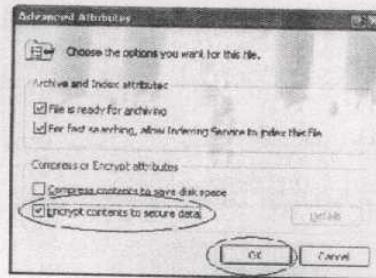 Advanced Attributes
Choose the options you want for this file.
Archive and Index attributes
File is ready for archiving
For fast searching, allow Indexing Service to index this file
Compress or Encrypt attributes
Compress contents to save disk space
Encrypt contents to secure data
Details
OK
Cancel